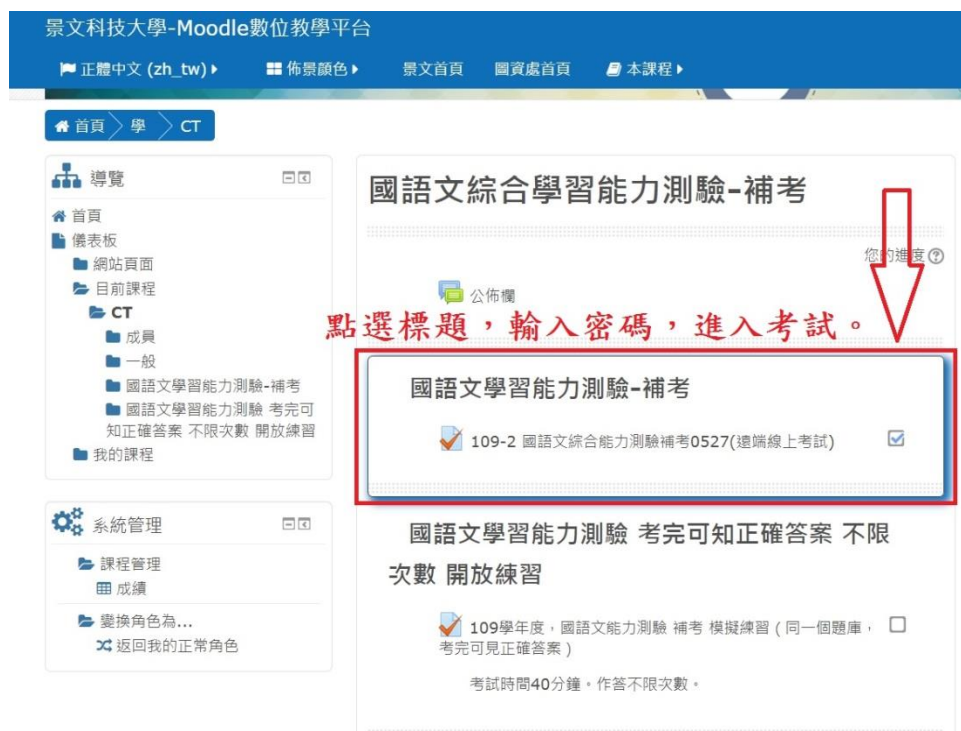 景文科技大學-Moodle數位教學平台
正體中文 (zh_tw) 佈景顏色 景文首頁 圖資處首頁 本課程
首頁 學 CT
導覽
首頁
儀表板
網站頁面
目前課程
CT
成員
一般
國語文學習能力測驗-補考
國語文學習能力測驗 考完可
知正確答案 不限次數 開放練習
我的課程
系統管理
課程管理
成績
變換角色為...
返回我的正常角色
國語文綜合學習能力測驗-補考
您的進度
公佈欄
點選標題，輸入密碼，進入考試。
國語文學習能力測驗-補考
109-2 國語文綜合能力測驗補考0527(遠端線上考試)
國語文學習能力測驗 考完可知正確答案 不限
次數 開放練習
109學年度，國語文能力測驗 補考 模擬練習 ( 同一個題庫，
考完可見正確答案 )
考試時間40分鐘。作答不限次數。